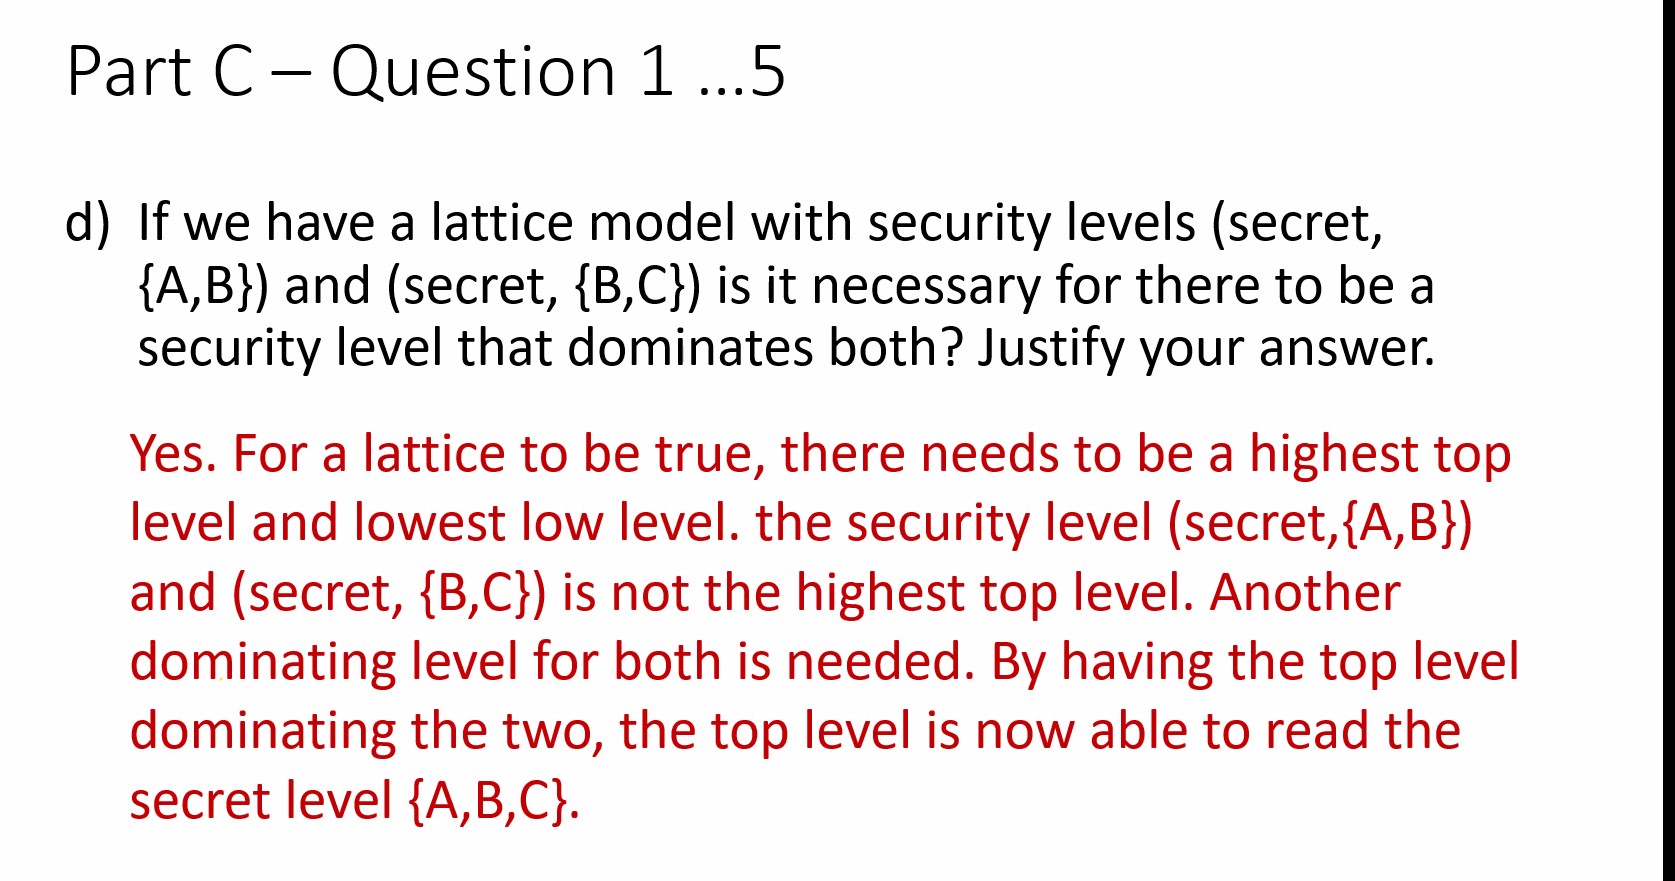 Part C – Question 1 ...5
d) If we have a lattice model with security levels (secret,
{A,B}) and (secret, {B,C}) is it necessary for there to be a
security level that dominates both? Justify your answer.
Yes. For a lattice to be true, there needs to be a highest top
level and lowest low level. the security level (secret,{A,B})
and (secret, {B,C}) is not the highest top level. Another
dominating level for both is needed. By having the top level
dominating the two, the top level is now able to read the
secret level {A,B,C}.